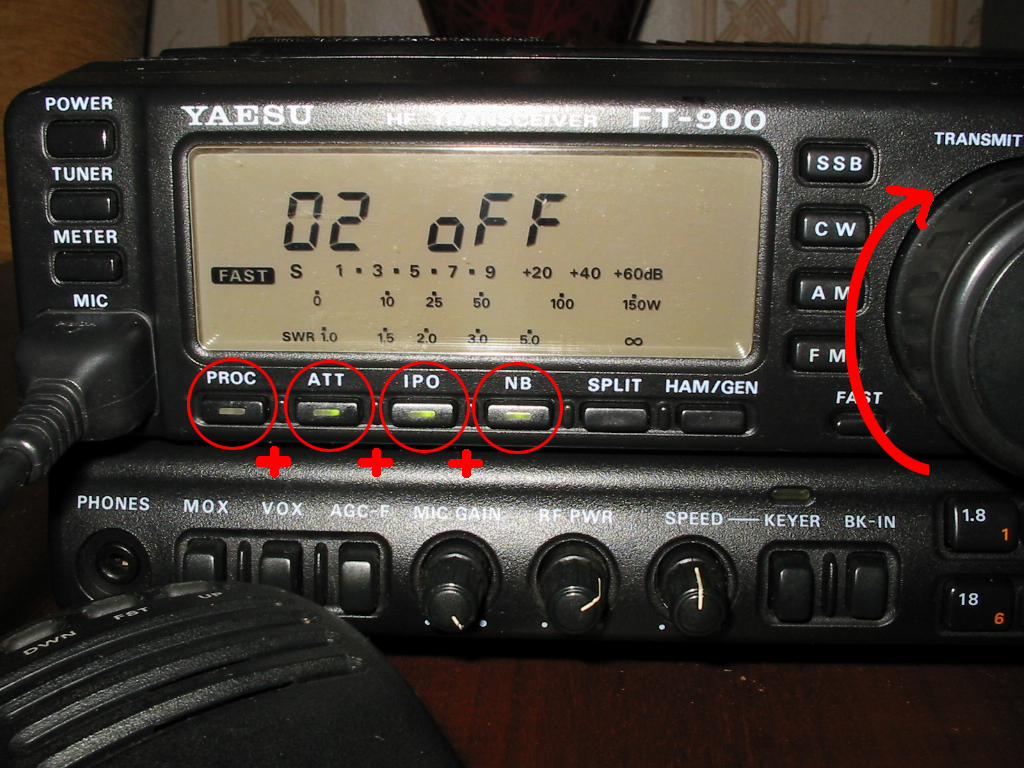 POWER
YAESU HF TRANSCEIVER FT-900
TRANSMIT
TUNER
SSB
METER
02 oFF
CW
FAST S 1 3 5 7 9 +20 +40 +60dB
MIC
0 10 25 50 100 150W
AM
SWR 1.0 1.5 2.0 3.0 5.0 ∞
FM
PROC ATT IPO NB SPLIT HAM/GEN
FAST
+ + +
PHONES MOX VOX AGC-F MIC GAIN RF PWR SPEED KEYER BK-IN
1.8 1
18 6
DWN FST UP